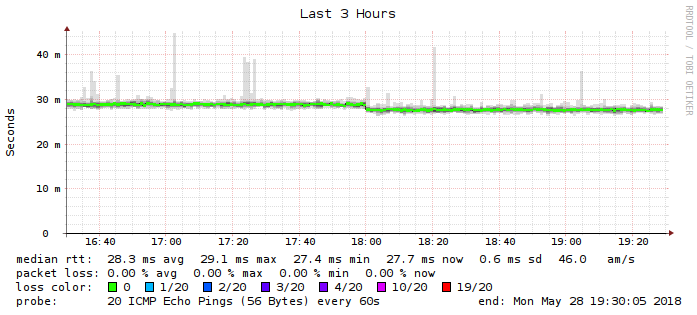 Last 3 Hours
RRDTOOL / TOBI OETIKER
Seconds
40 m
30 m
20 m
10 m
0
16:40 17:00 17:20 17:40 18:00 18:20 18:40 19:00 19:20
median rtt: 28.3 ms avg 29.1 ms max 27.4 ms min 27.7 ms now 0.6 ms sd 46.0 am/s
packet loss: 0.00 % avg 0.00 % max 0.00 % min 0.00 % now
loss color: 0 1/20 2/20 3/20 4/20 10/20 19/20
probe: 20 ICMP Echo Pings (56 Bytes) every 60s end: Mon May 28 19:30:05 2018